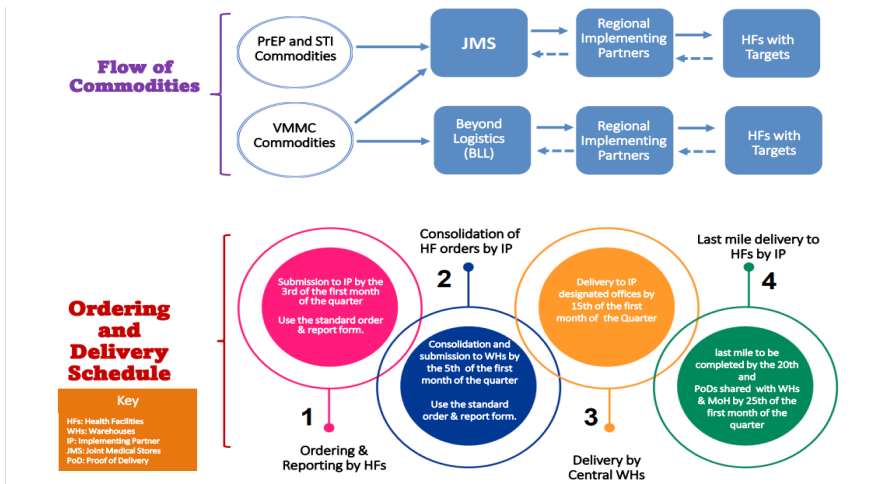 Flow of
Commodities
PrEP and STI
Commodities
JMS
Regional
Implementing
Partners
HFs with
Targets
VMMC
Commodities
Beyond
Logistics
(BLL)
Regional
Implementing
Partners
HFs with
Targets
Ordering
and
Delivery
Schedule
Key
HFs: Health Facilities
WHs: Warehouses
IP: Implementing Partner
JMS: Joint Medical Stores
PoD: Proof of Delivery
Submission to IP by the
3rd of the first month
of the quarter
Use the standard order
& report form.
1
Ordering &
Reporting by HFs
Consolidation of
HF orders by IP
2
Consolidation and
submission to WHs by
the 5th of the first
month of the quarter
Use the standard
order & report form.
Delivery to IP
designated offices by
15th of the first
month of the Quarter
3
Delivery by
Central WHs
Last mile delivery to
HFs by IP
4
last mile to be
completed by the 20th
and
PoDs shared with WHs
& MoH by 25th of the
first month of the
quarter